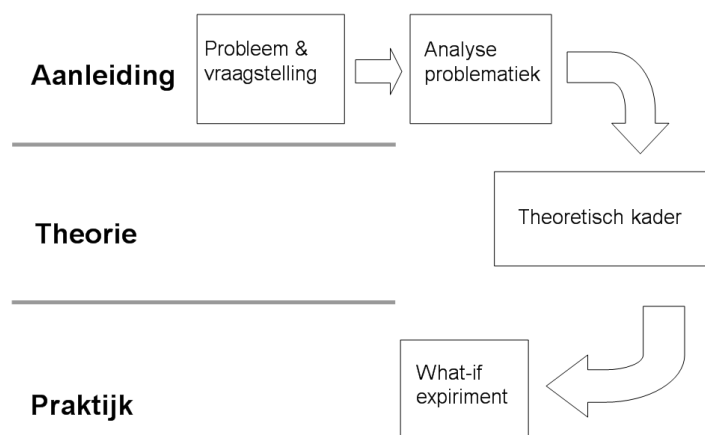 Aanleiding
Probleem &
vraagstelling
Analyse
problematiek
Theorie
Theoretisch kader
Praktijk
What-if
expiriment